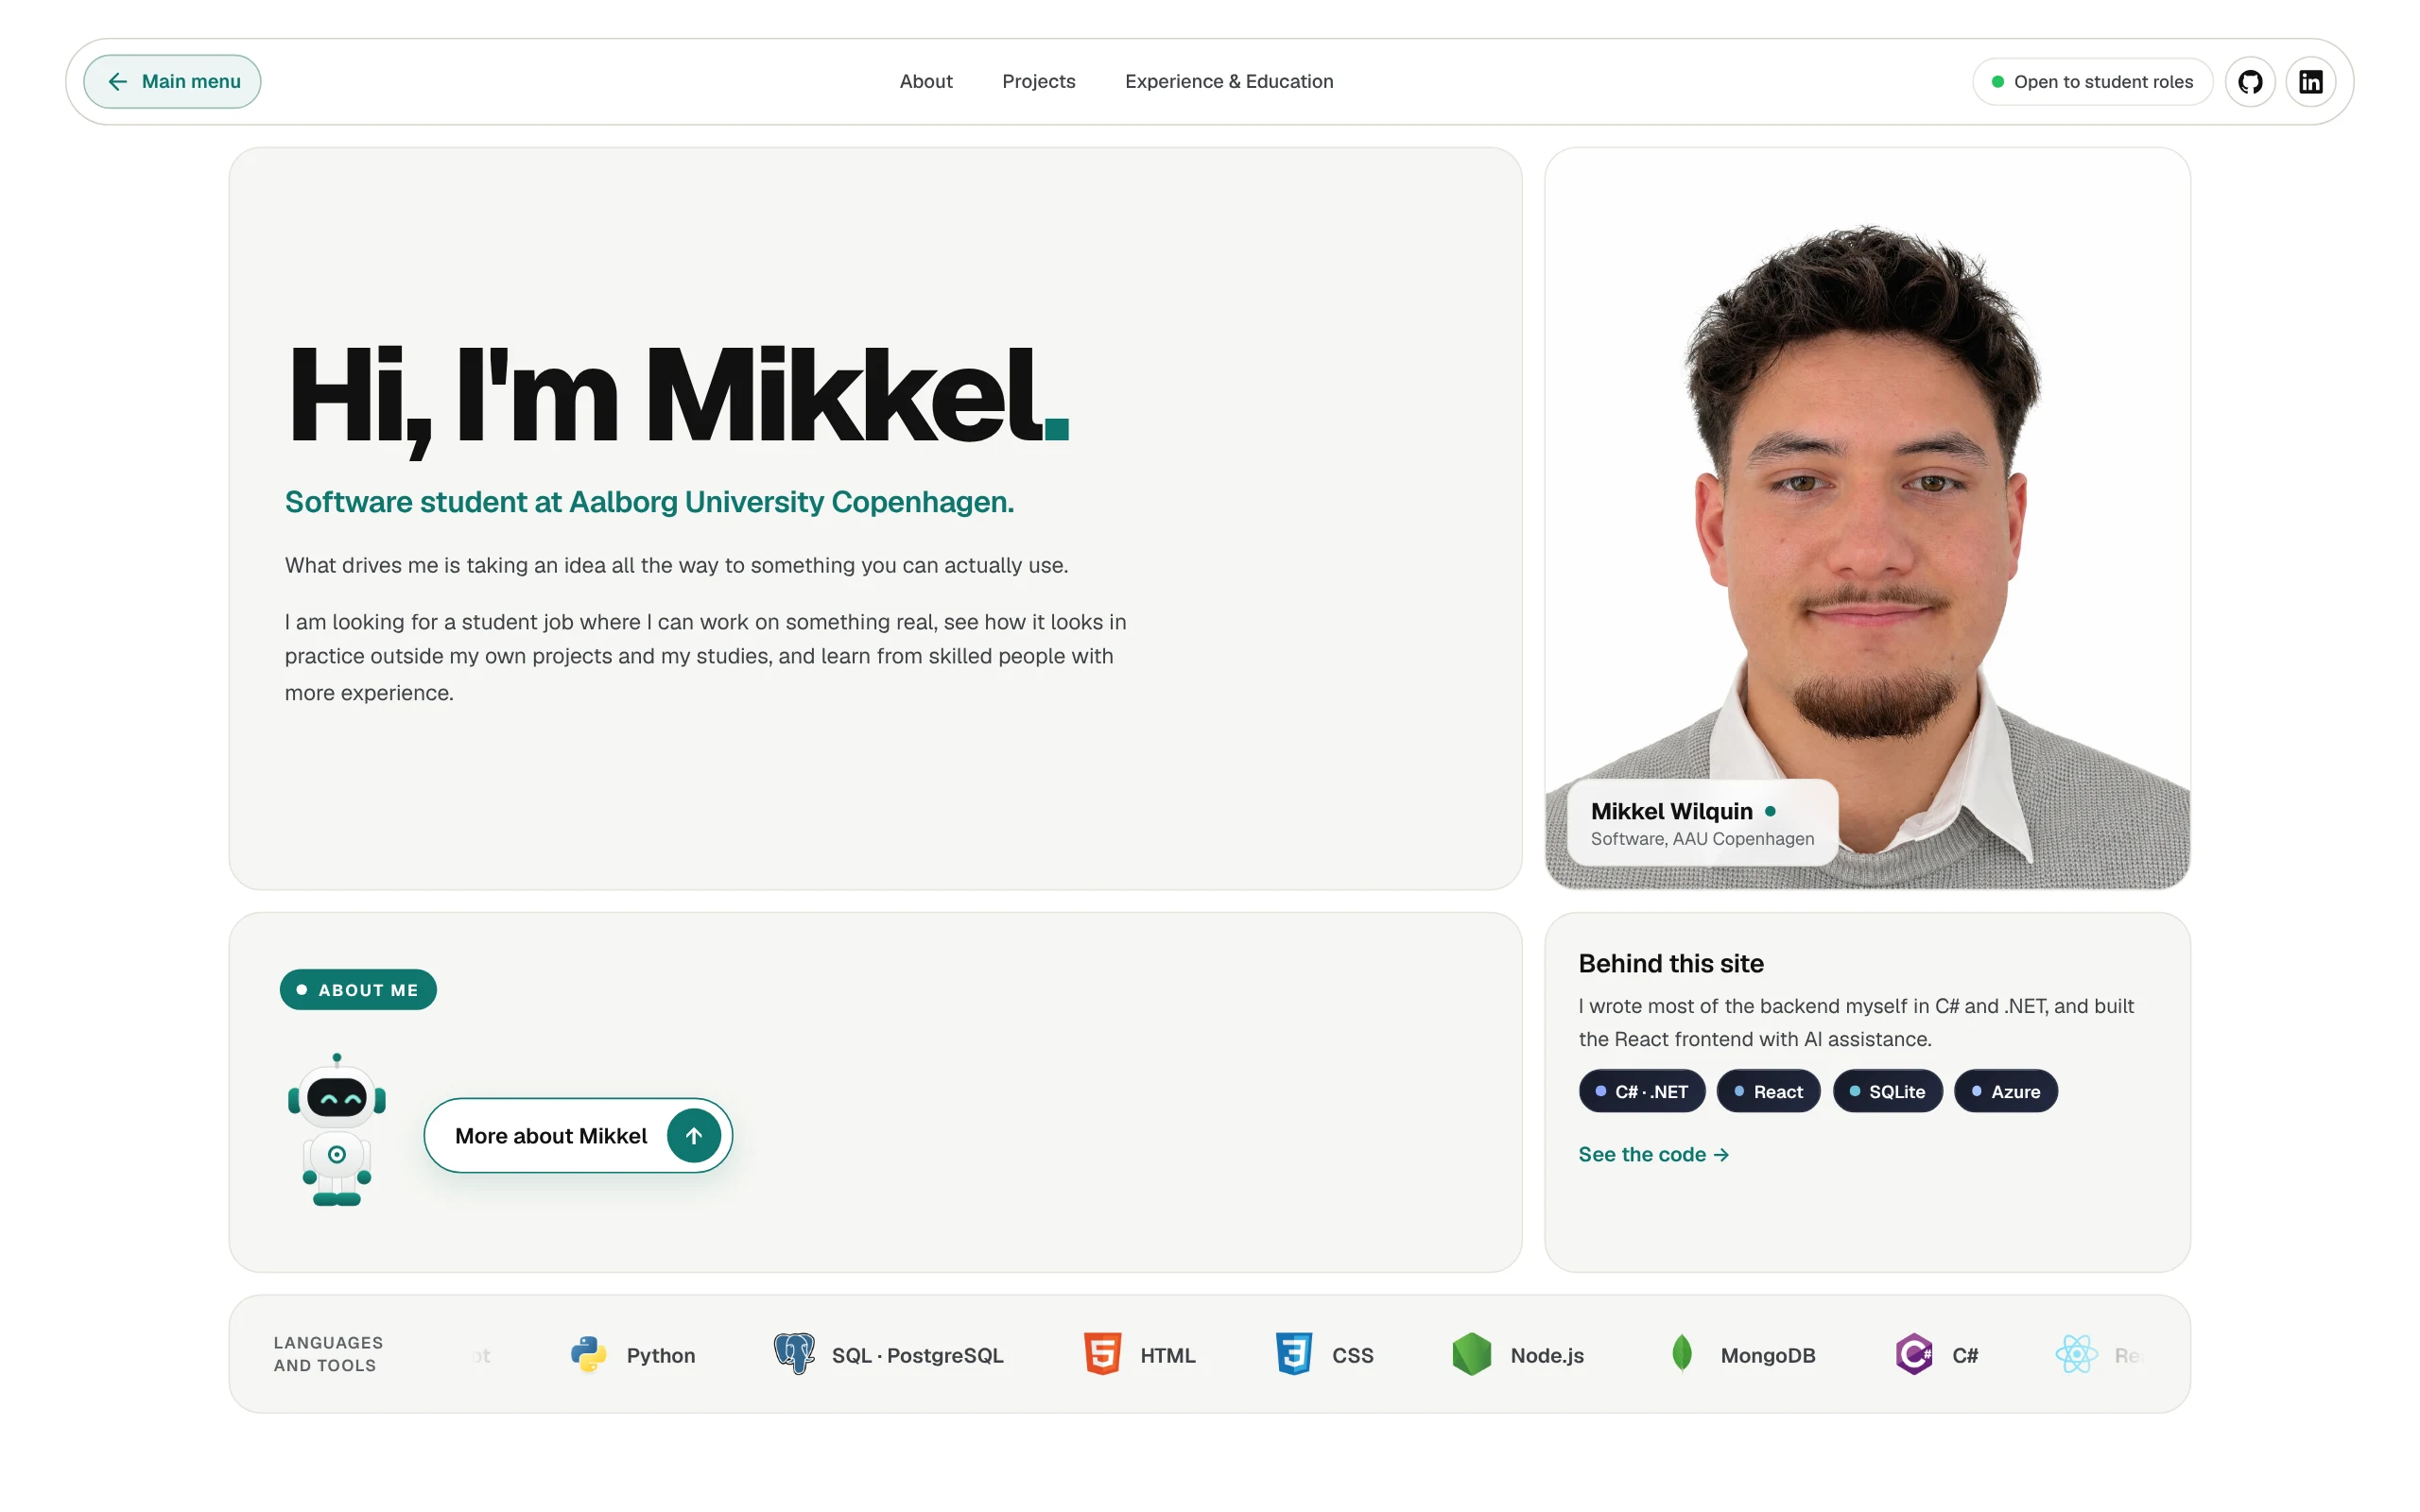 Main menu
About
Projects
Experience & Education
Open to student roles
Hi, I'm Mikkel.
Software student at Aalborg University Copenhagen.
What drives me is taking an idea all the way to something you can actually use.
I am looking for a student job where I can work on something real, see how it looks in
practice outside my own projects and my studies, and learn from skilled people with
more experience.
Mikkel Wilquin
Software, AAU Copenhagen
ABOUT ME
More about Mikkel
Behind this site
I wrote most of the backend myself in C# and .NET, and built
the React frontend with AI assistance.
C# · .NET
React
SQLite
Azure
See the code →
LANGUAGES
AND TOOLS
Python
SQL · PostgreSQL
HTML
CSS
Node.js
MongoDB
C#